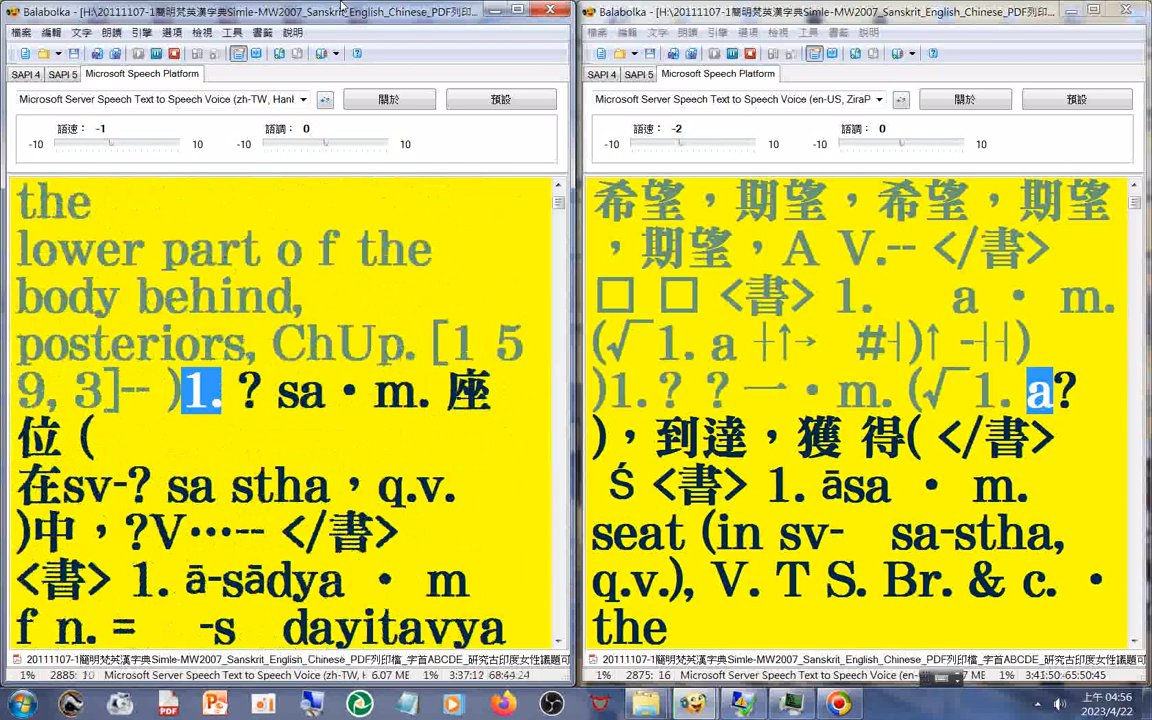 Balabolka - [H:\20111107-1簡明梵英漢字典Simle-MW2007_Sanskrit_English_Chinese_PDF列印...
檔案 編輯 文字 朗讀 引擎 選項 檢視 工具 書籤 說明
SAPI 4 SAPI 5 Microsoft Speech Platform
Microsoft Server Speech Text to Speech Voice (zh-TW, HanH 關於 預設
語速： -1 語調： 0
-10 10 -10 10
the
lower part o f the
body behind,
posteriors, ChUp. [1 5
9, 3]-- )1. ? sa • m. 座
位 (
在sv-? sa stha，q.v.
)中，?V…-- </書>
<書> 1. ā-sādya • m
f n. = -s dayitavya
20111107-1簡明梵英漢字典Simle-MW2007_Sanskrit_English_Chinese_PDF列印檔_字首ABCDE_研究古印度女性議題可
1% 2885: 10 Microsoft Server Speech Text to Speech Voice (zh-TW, H 6.07 ME 1% 3:37:12 68:44:24
Balabolka - [H:\20111107-1簡明梵英漢字典Simle-MW2007_Sanskrit_English_Chinese_PDF列印...
檔案 編輯 文字 朗讀 引擎 選項 檢視 工具 書籤 說明
SAPI 4 SAPI 5 Microsoft Speech Platform
Microsoft Server Speech Text to Speech Voice (en-US, ZiraP 關於 預設
語速： -2 語調： 0
-10 10 -10 10
希望，期望，希望，期望
，期望，A V.-- </書>
□ □ <書> 1. a • m.
(√ 1. a ┼↑→ #┤)↑ ┤┼┤)
)1. ? ? 一 • m. (√ 1. a?
)，到達，獲 得( </書>
Ś <書> 1. āsa • m.
seat (in sv- sa-stha,
q.v.), V. T S. Br. & c. •
the
20111107-1簡明梵英漢字典Simle-MW2007_Sanskrit_English_Chinese_PDF列印檔_字首ABCDE_研究古印度女性議題可
1% 2875: 16 Microsoft Server Speech Text to Speech Voice 1% 3:41:50-65:50:45
上午 04:56
2023/4/22